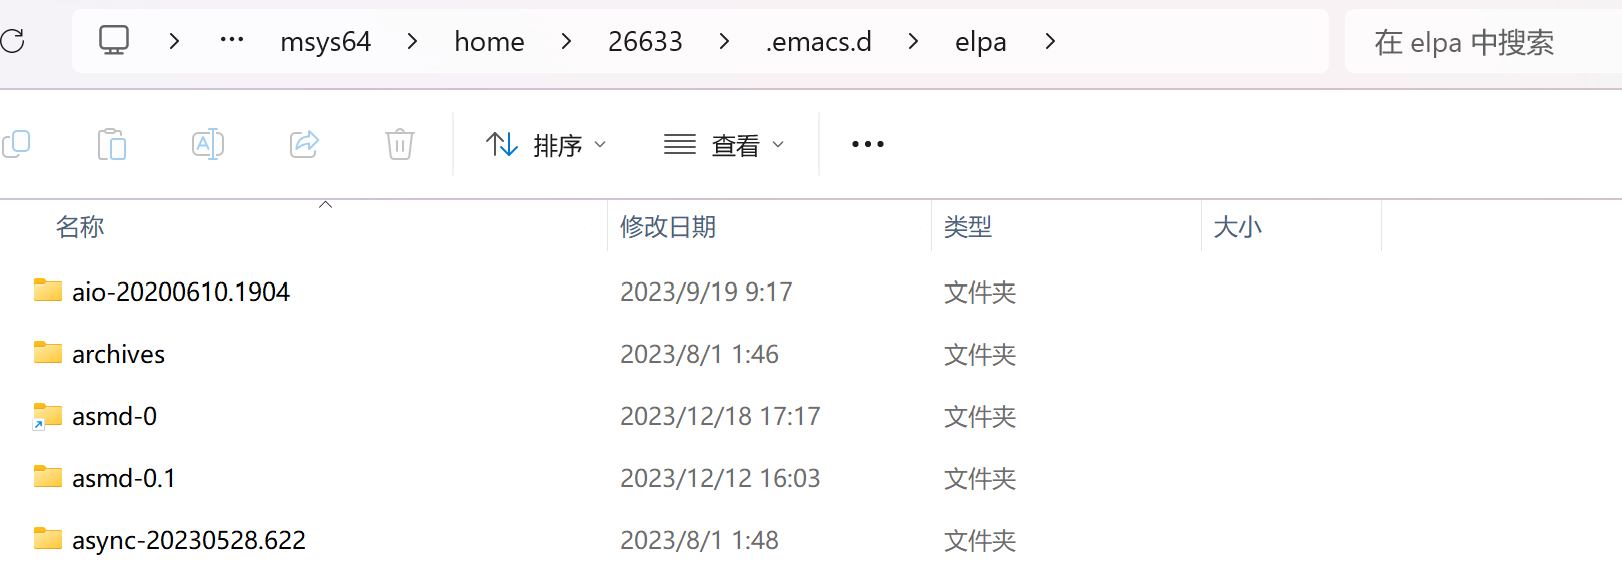 msys64 > home > 26633 > .emacs.d > elpa > 在 elpa 中搜索
排序 查看
名称 修改日期 类型 大小
aio-20200610.1904 2023/9/19 9:17 文件夹
archives 2023/8/1 1:46 文件夹
asmd-0 2023/12/18 17:17 文件夹
asmd-0.1 2023/12/12 16:03 文件夹
async-20230528.622 2023/8/1 1:48 文件夹